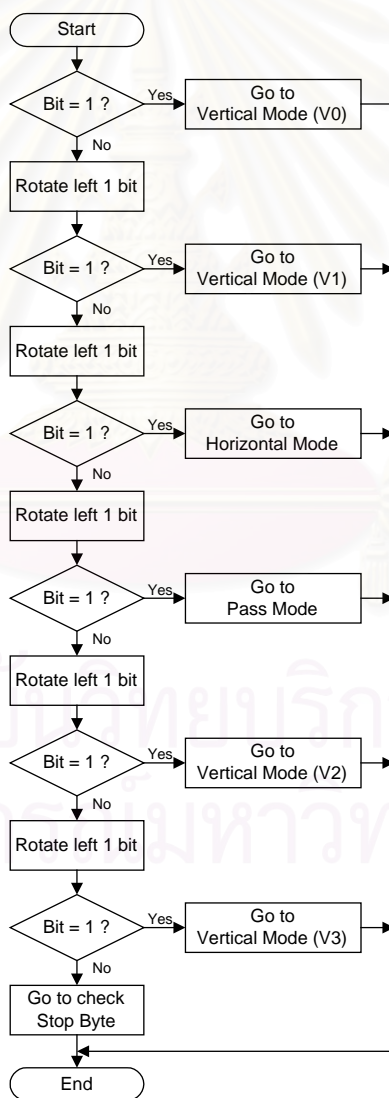 Start
Bit = 1 ?
Yes
Go to
Vertical Mode (V0)
No
Rotate left 1 bit
Bit = 1 ?
Yes
Go to
Vertical Mode (V1)
No
Rotate left 1 bit
Bit = 1 ?
Yes
Go to
Horizontal Mode
No
Rotate left 1 bit
Bit = 1 ?
Yes
Go to
Pass Mode
No
Rotate left 1 bit
Bit = 1 ?
Yes
Go to
Vertical Mode (V2)
No
Rotate left 1 bit
Bit = 1 ?
Yes
Go to
Vertical Mode (V3)
No
Go to check
Stop Byte
End